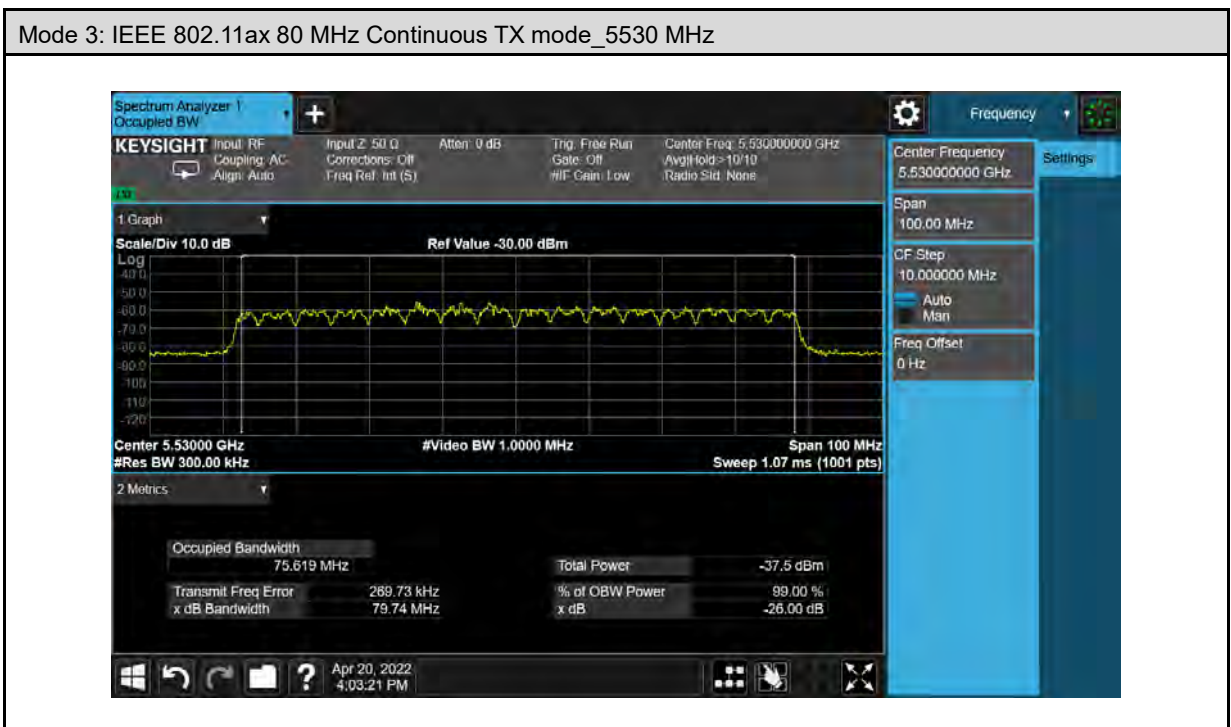 Mode 3: IEEE 802.11ax 80 MHz Continuous TX mode_5530 MHz
Spectrum Analyzer 1
Occupied BW
+
Frequency
KEYSIGHT
Input: RF
Coupling: AC
Align: Auto
Input Z: 50 Ω
Corrections: Off
Freq Ref: Int (S)
Atten: 0 dB
Trig: Free Run
Gate: Off
#IF Gain: Low
Center Freq: 5.530000000 GHz
Avg|Hold:>10/10
Radio Std: None
Center Frequency
5.530000000 GHz
Settings
Span
100.00 MHz
CF Step
10.000000 MHz
Auto
Man
Freq Offset
0 Hz
1 Graph
Scale/Div 10.0 dB
Ref Value -30.00 dBm
Log
-40.0
-50.0
-60.0
-70.0
-80.0
-90.0
-100
-110
-120
Center 5.53000 GHz
#Video BW 1.0000 MHz
Span 100 MHz
#Res BW 300.00 kHz
Sweep 1.07 ms (1001 pts)
2 Metrics
Occupied Bandwidth
75.619 MHz
Total Power -37.5 dBm
Transmit Freq Error 269.73 kHz
% of OBW Power 99.00 %
x dB Bandwidth 79.74 MHz
x dB -26.00 dB
?
Apr 20, 2022
4:03:21 PM